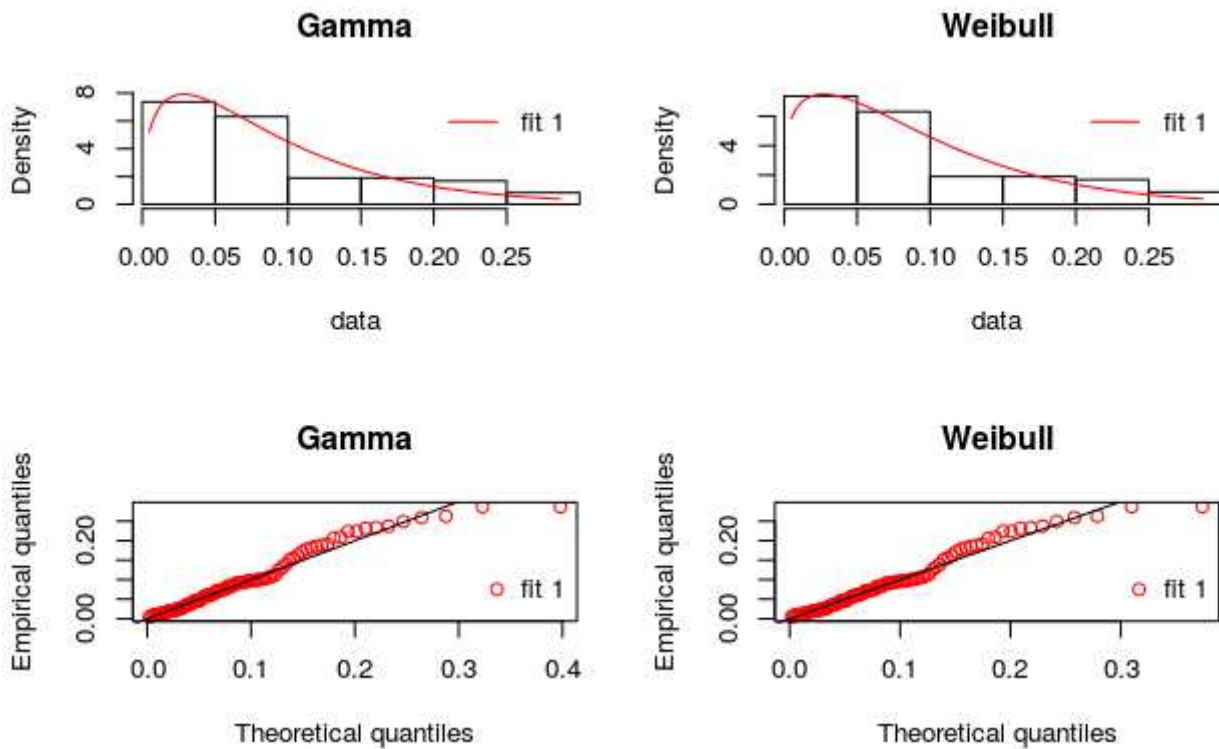 Gamma
Density
8
4
0
fit 1
0.00 0.05 0.10 0.15 0.20 0.25
data
Weibull
Density
4
0
fit 1
0.00 0.05 0.10 0.15 0.20 0.25
data
Gamma
Empirical quantiles
0.20
0.00
fit 1
0.0 0.1 0.2 0.3 0.4
Theoretical quantiles
Weibull
Empirical quantiles
0.20
0.00
fit 1
0.0 0.1 0.2 0.3
Theoretical quantiles